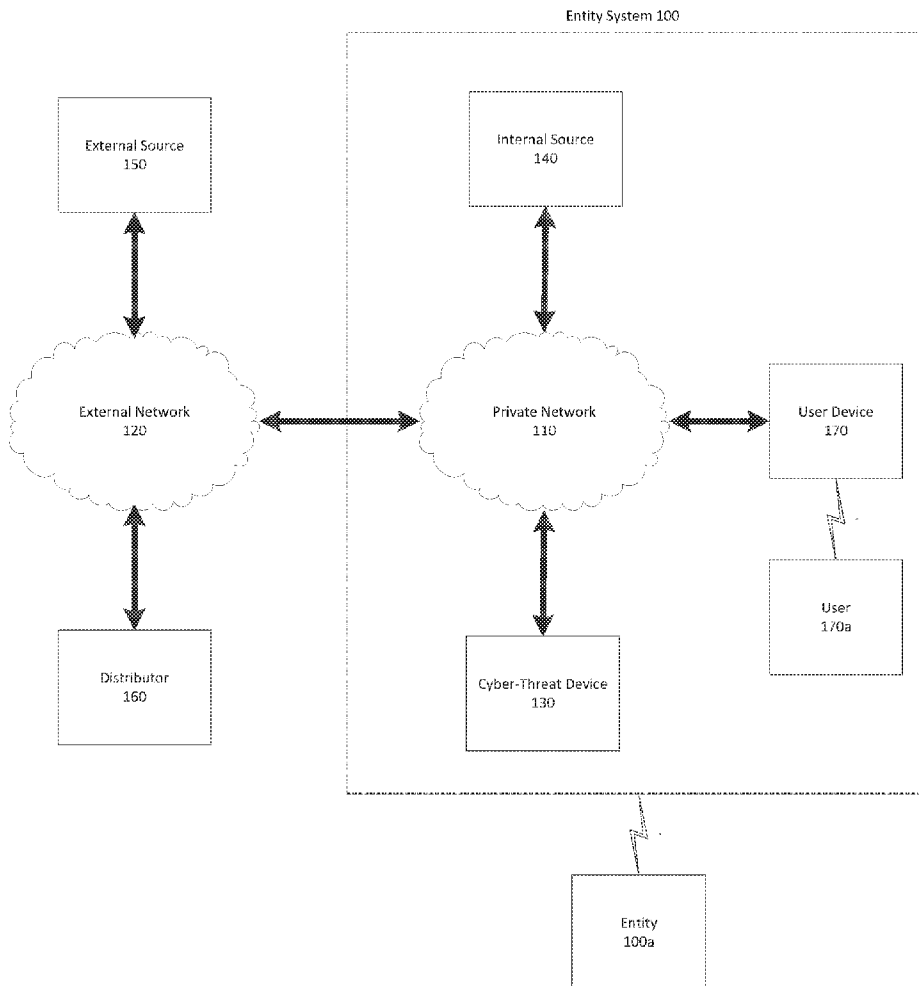 Entity System 100
External Source
150
Internal Source
140
External Network
120
Private Network
110
User Device
170
User
170a
Distributor
160
Cyber-Threat Device
130
Entity
100a